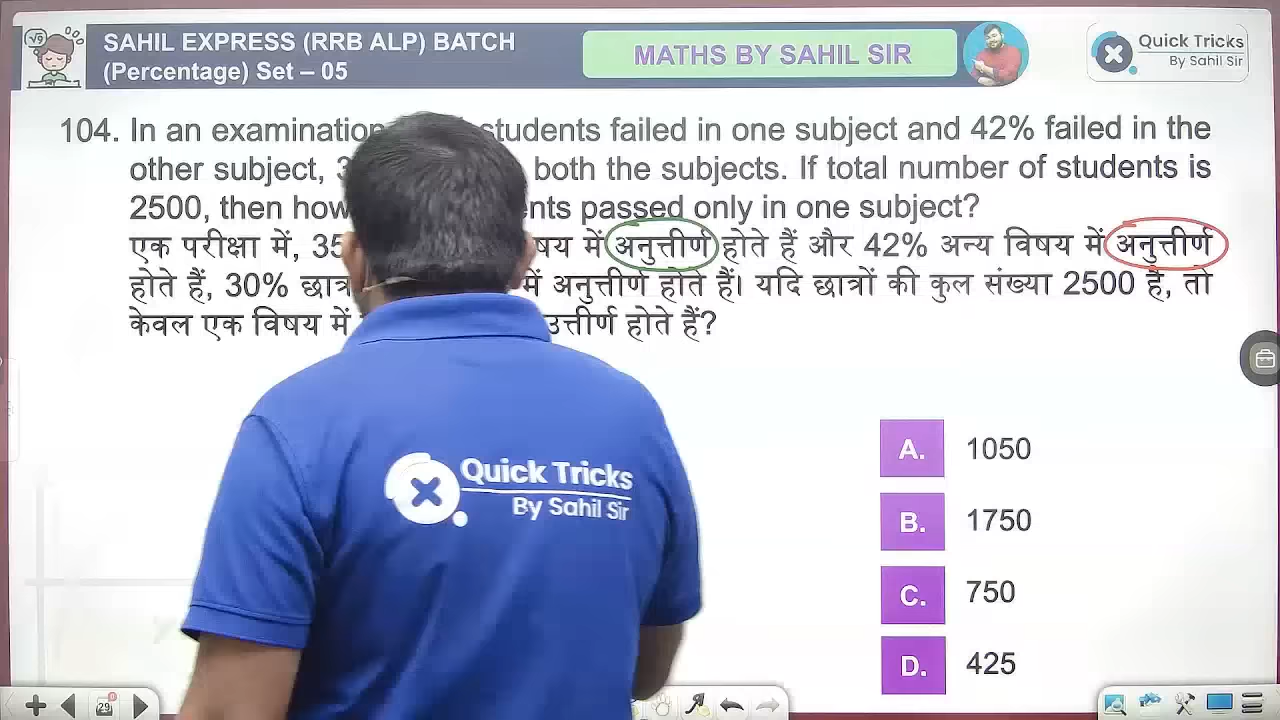 SAHIL EXPRESS (RRB ALP) BATCH
(Percentage) Set – 05
MATHS BY SAHIL SIR
Quick Tricks
By Sahil Sir
104. In an examination students failed in one subject and 42% failed in the
other subject, both the subjects. If total number of students is
2500, then how passed only in one subject?
एक परीक्षा में, 35 में अनुत्तीर्ण होते हैं और 42% अन्य विषय में अनुत्तीर्ण
होते हैं, 30% में अनुत्तीर्ण होते हैं। यदि छात्रों की कुल संख्या 2500 है, तो
केवल एक विषय में उत्तीर्ण होते हैं?
A. 1050
B. 1750
C. 750
D. 425
Quick Tricks
By Sahil Sir
29